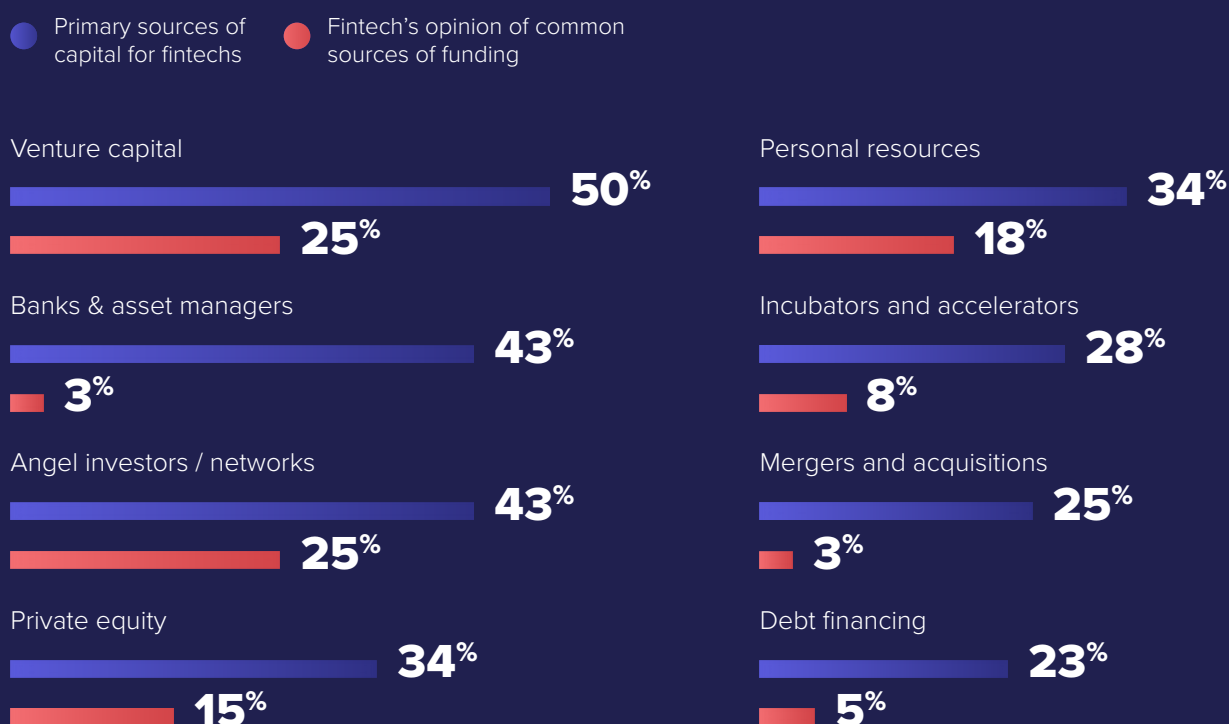 Primary sources of
capital for fintechs
Fintech’s opinion of common
sources of funding
Venture capital
50%
25%
Banks & asset managers
43%
3%
Angel investors / networks
43%
25%
Private equity
34%
15%
Personal resources
34%
18%
Incubators and accelerators
28%
8%
Mergers and acquisitions
25%
3%
Debt financing
23%
5%